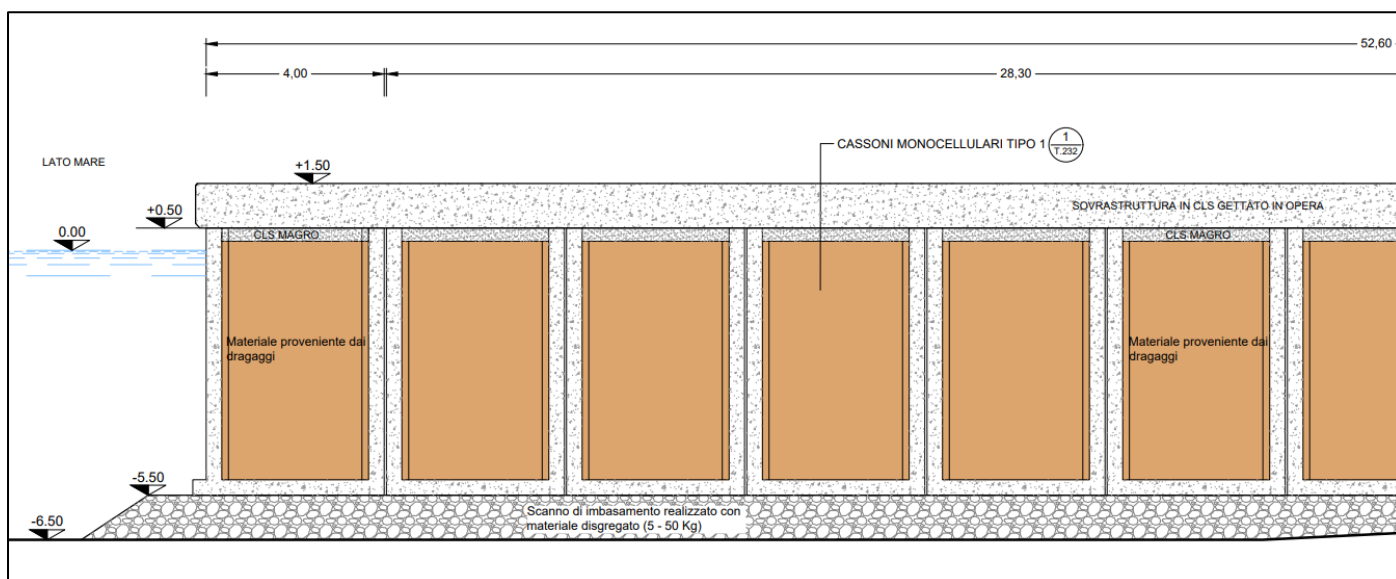 52,60
4,00
28,30
CASSONI MONOCELLULARI TIPO 1
1
T.232
LATO MARE
+1.50
+0.50
SOVRASTRUTTURA IN CLS GETTATO IN OPERA
0.00
CLS MAGRO
CLS MAGRO
Materiale proveniente dai
dragaggi
Materiale proveniente dai
dragaggi
-5.50
Scanno di imbasamento realizzato con
materiale disgregato (5 - 50 Kg)
-6.50